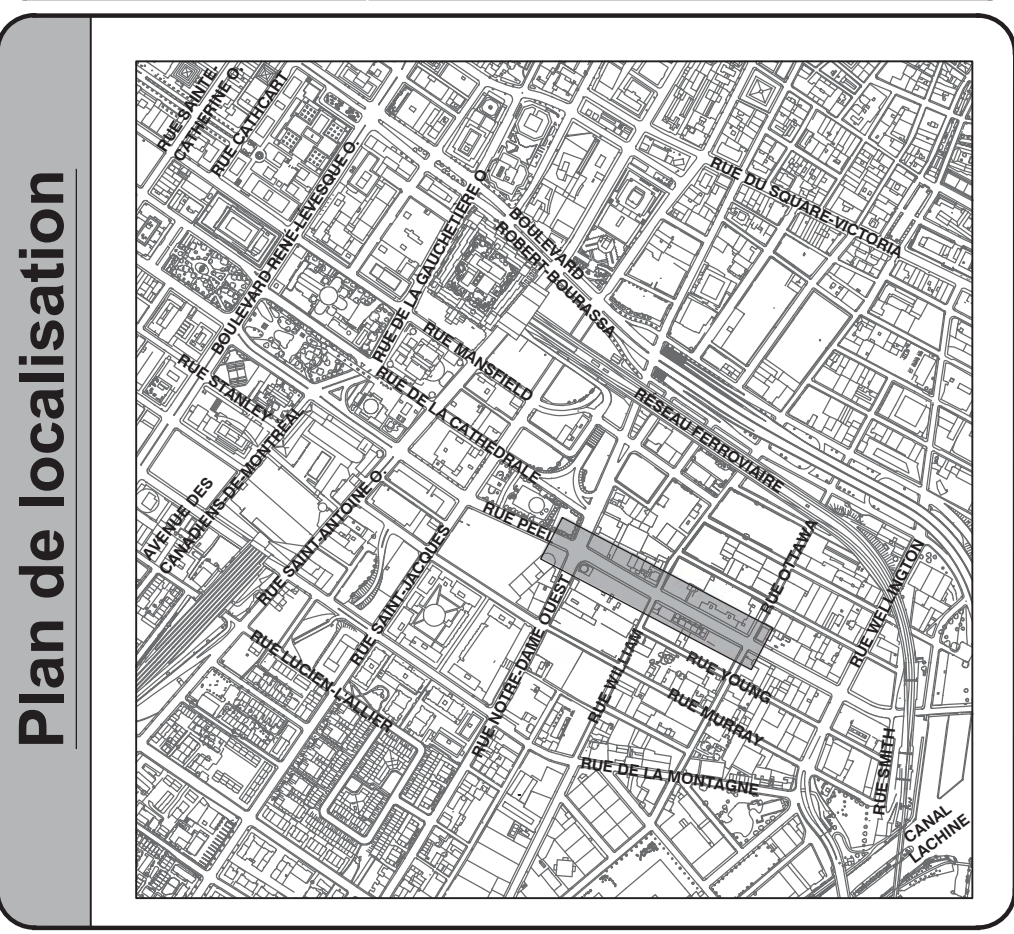 Plan de localisation
RUE SAINTE-
CATHERINE O.
RUE CATHCART
BOULEVARD RENÉ-LÉVESQUE O.
RUE DE LA GAUCHETIÈRE O.
BOULEVARD
ROBERT-BOURASSA
RUE DU SQUARE-VICTORIA
RUE MANSFIELD
RUE STANLEY
RUE DE LA CATHÉDRALE
RÉSEAU FERROVIAIRE
AVENUE DES
CANADIENS-DE-MONTRÉAL
RUE SAINT-ANTOINE O.
RUE SAINT-JACQUES
RUE PEEL
RUE OTTAWA
RUE WELLINGTON
RUE LUCIEN-L'ALLIER
RUE NOTRE-DAME OUEST
RUE WILLIAM
RUE YOUNG
RUE MURRAY
RUE DE LA MONTAGNE
RUE SMITH
CANAL
LACHINE